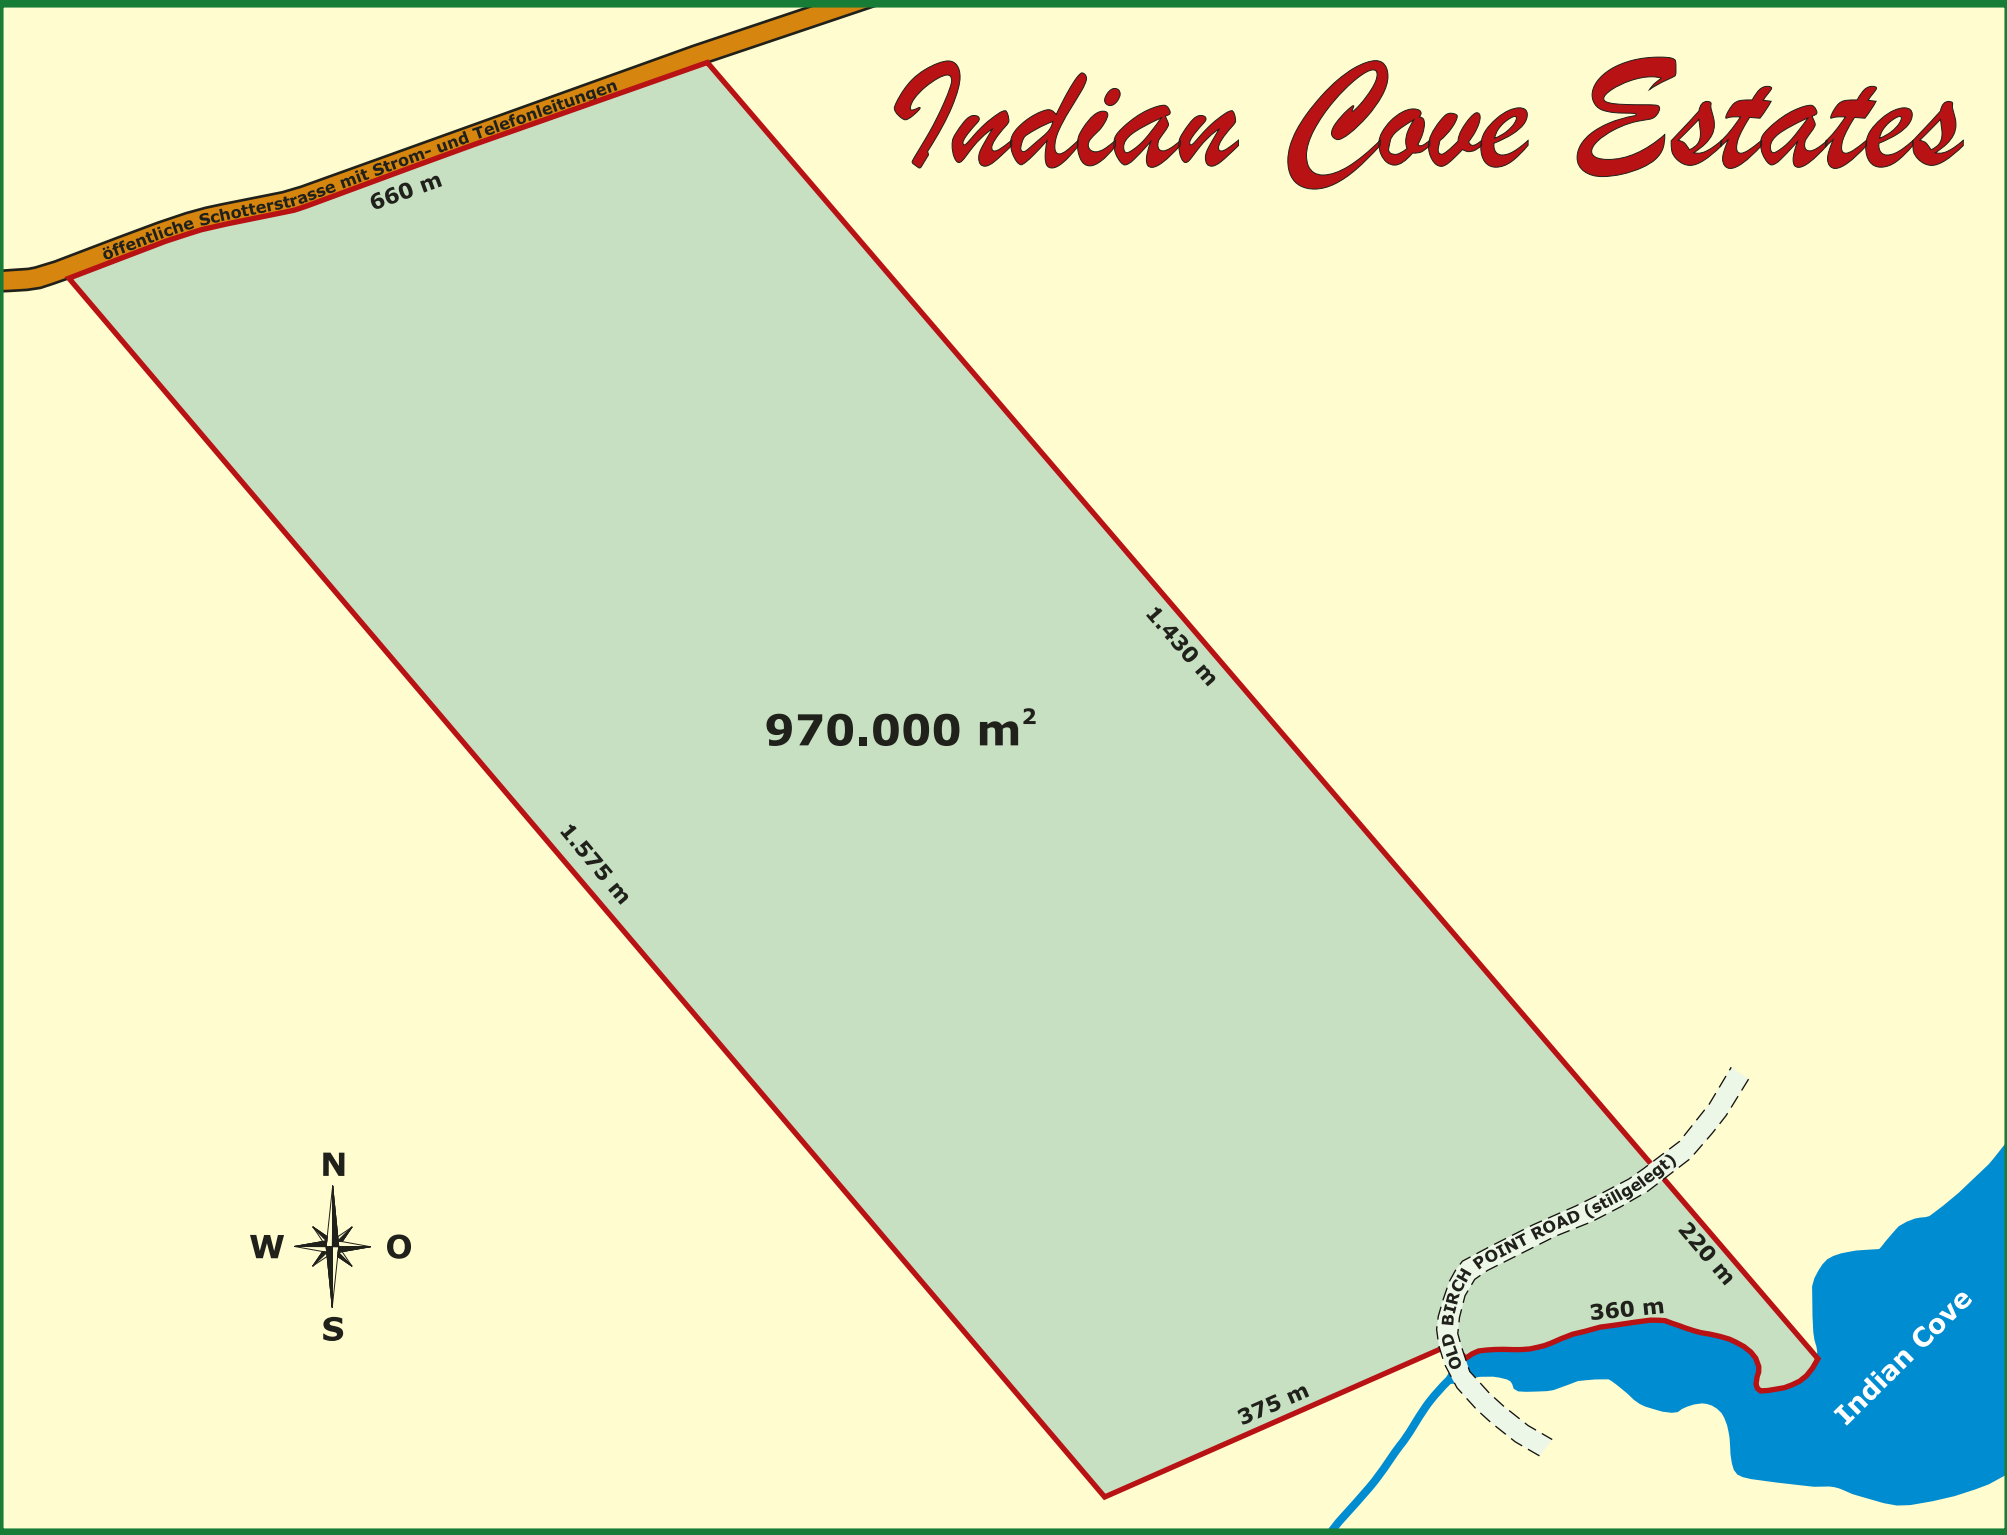 Indian Cove Estates
öffentliche Schotterstrasse mit Strom- und Telefonleitungen
660 m
1.430 m
970.000 m²
1.575 m
OLD BIRCH POINT ROAD (stillgelegt)
220 m
360 m
375 m
Indian Cove
N
W O
S